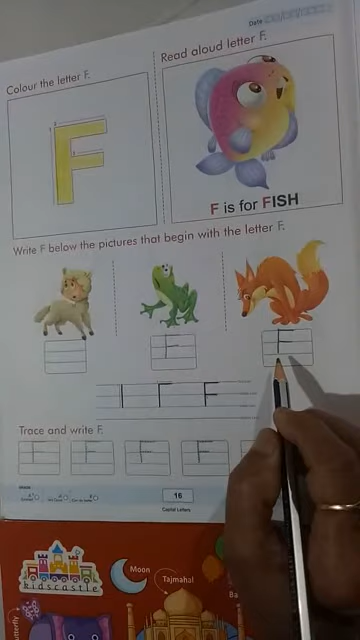 Date
Colour the letter F.
Read aloud letter F.
F
F is for FISH
Write F below the pictures that begin with the letter F.
F F
F
Trace and write F.
F F F F
GRADE
16
Capital Letters
kidscastle
Moon
Tajmahal